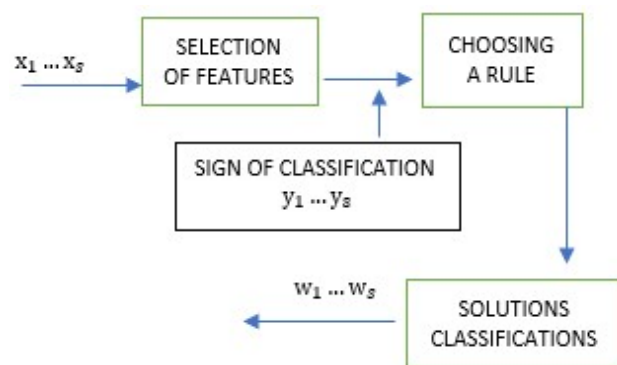 x₁ ... xₛ
SELECTION
OF FEATURES
CHOOSING
A RULE
SIGN OF CLASSIFICATION
y₁ ... yₛ
w₁ ... wₛ
SOLUTIONS
CLASSIFICATIONS